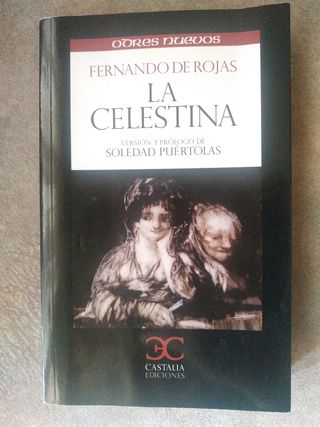 odres nuevos
FERNANDO DE ROJAS
LA
CELESTINA
VERSIÓN Y PRÓLOGO DE
SOLEDAD PUÉRTOLAS
CASTALIA
EDICIONES